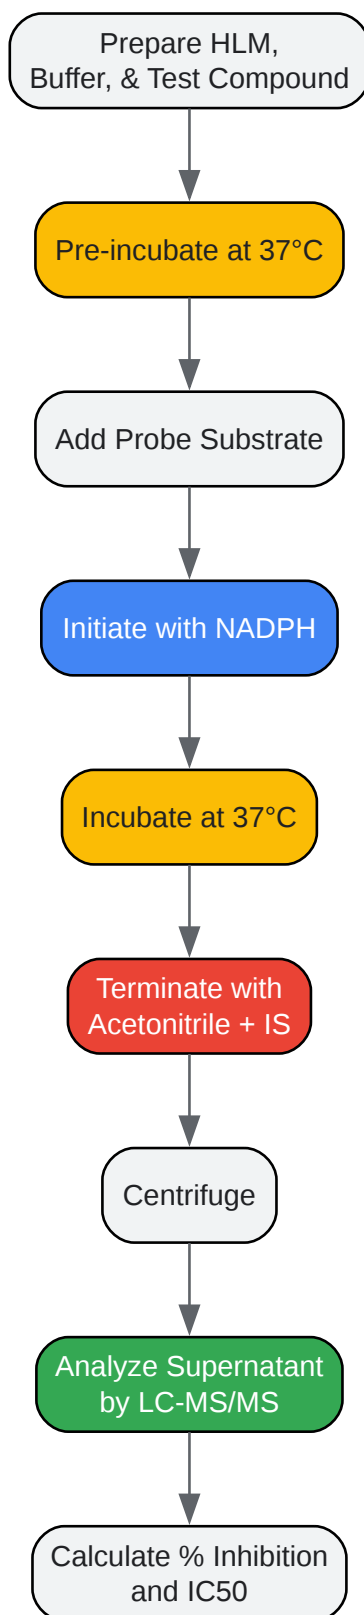 Prepare HLM,
Buffer, & Test Compound
Pre-incubate at 37°C
Add Probe Substrate
Initiate with NADPH
Incubate at 37°C
Terminate with
Acetonitrile + IS
Centrifuge
Analyze Supernatant
by LC-MS/MS
Calculate % Inhibition
and IC50